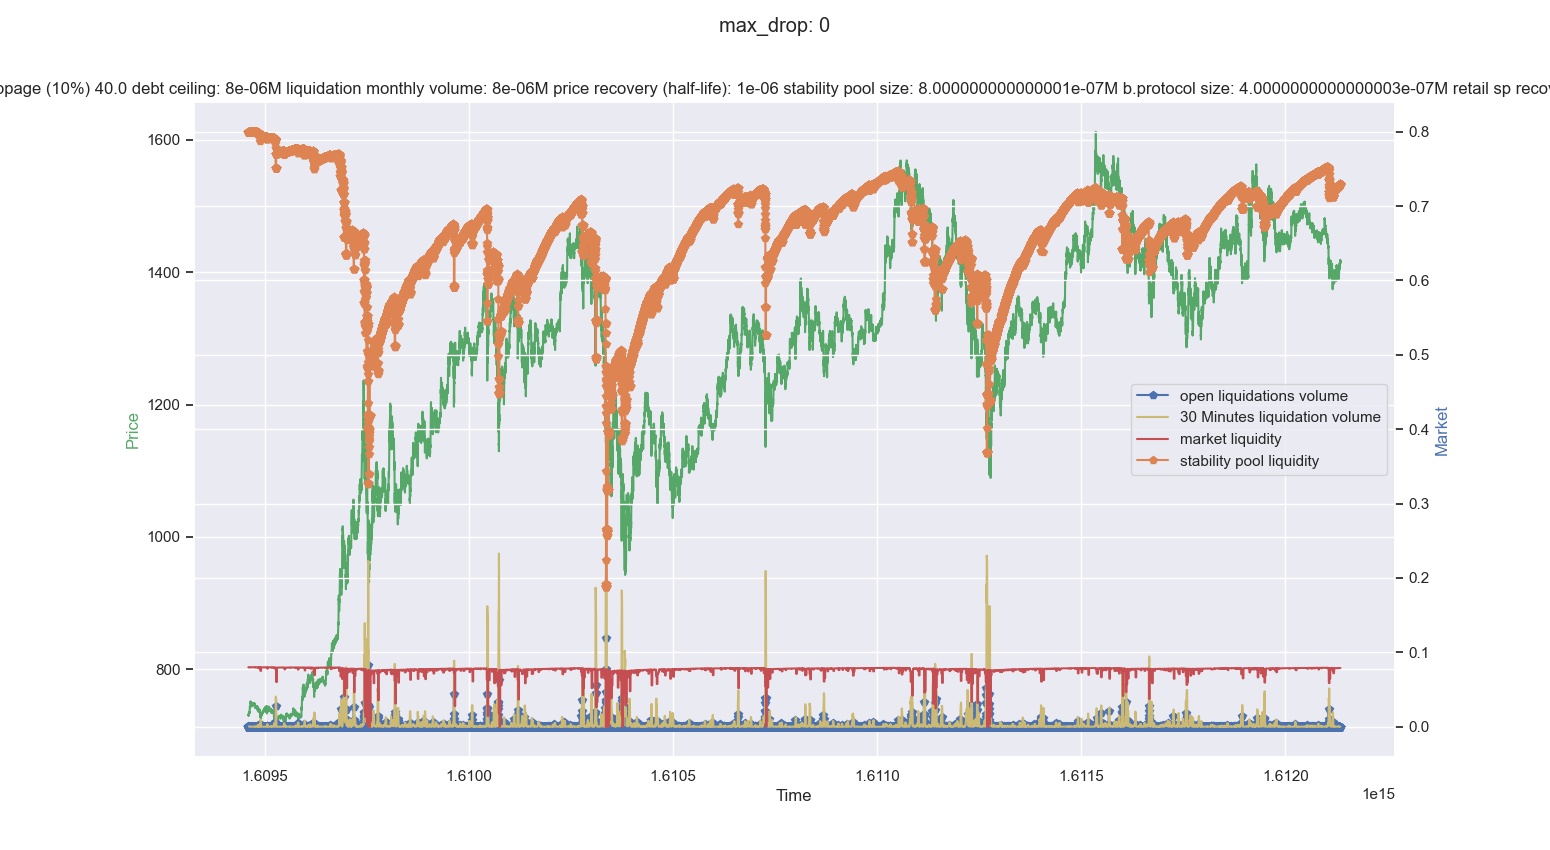 max_drop: 0
(10%) 40.0 debt ceiling: 8e-06M liquidation monthly volume: 8e-06M price recovery (half-life): 1e-06 stability pool size: 8.000000000000001e-07M b.protocol size: 4.0000000000000003e-07M retail sp
1600
1400
1200
1000
800
Price
0.8
0.7
0.6
0.5
0.4
0.3
0.2
0.1
0.0
Market
open liquidations volume
30 Minutes liquidation volume
market liquidity
stability pool liquidity
1.6095 1.6100 1.6105 1.6110 1.6115 1.6120
Time
1e15